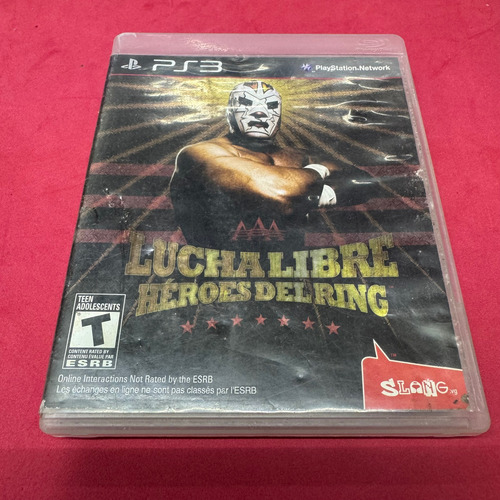 PS3
PlayStation.Network
AAA
LUCHA LIBRE
HÉROES DEL RING
TEEN
ADOLESCENTS
T
CONTENT RATED BY
CONTENU ÉVALUÉ PAR
ESRB
Online Interactions Not Rated by the ESRB
Les échanges en ligne ne sont pas classés par l'ESRB
SLANG.vg